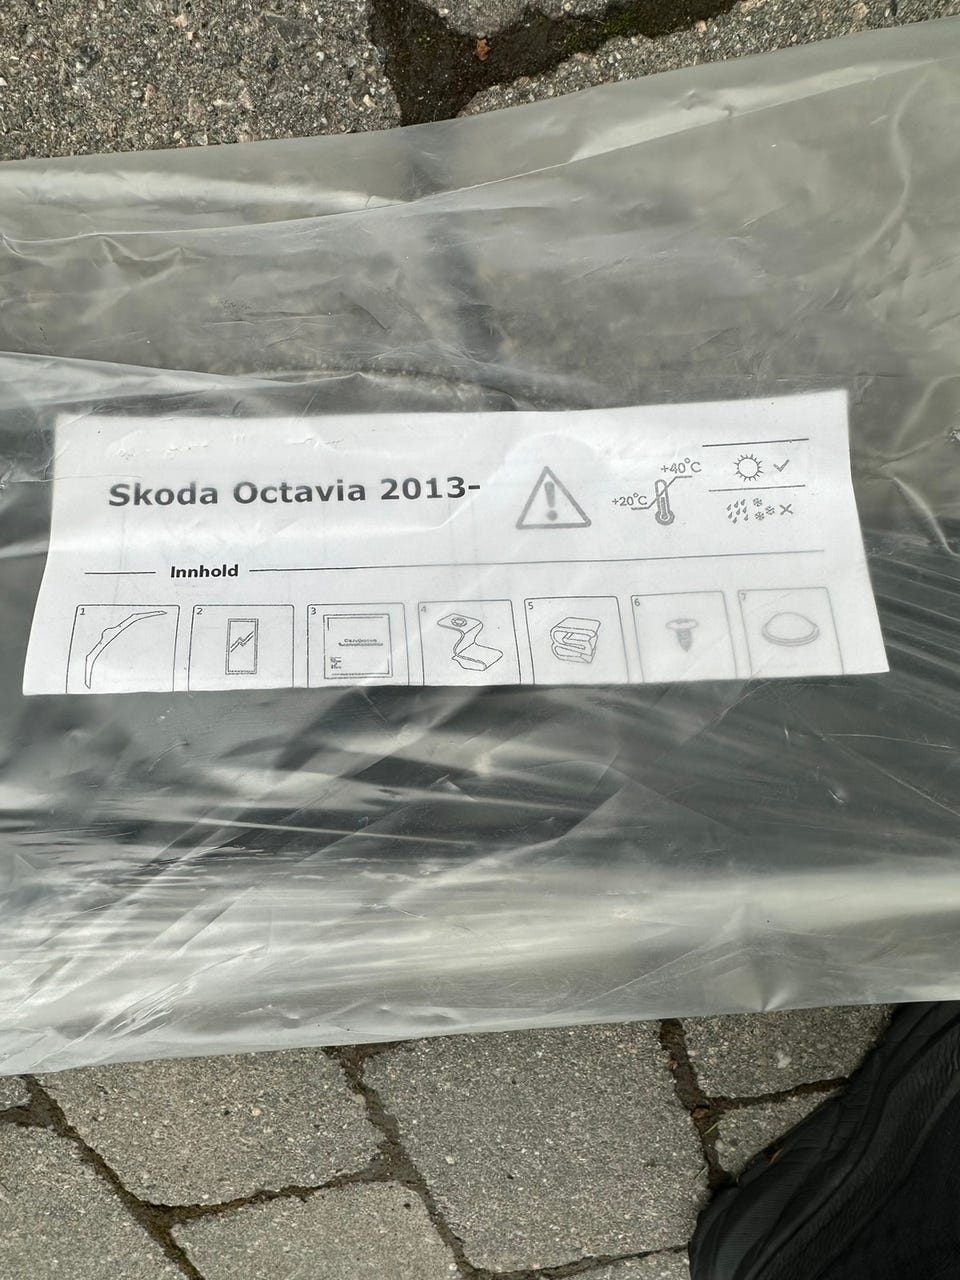 Skoda Octavia 2013-
+40°C
+20°C
Innhold
1 2 3 4 5 6 7